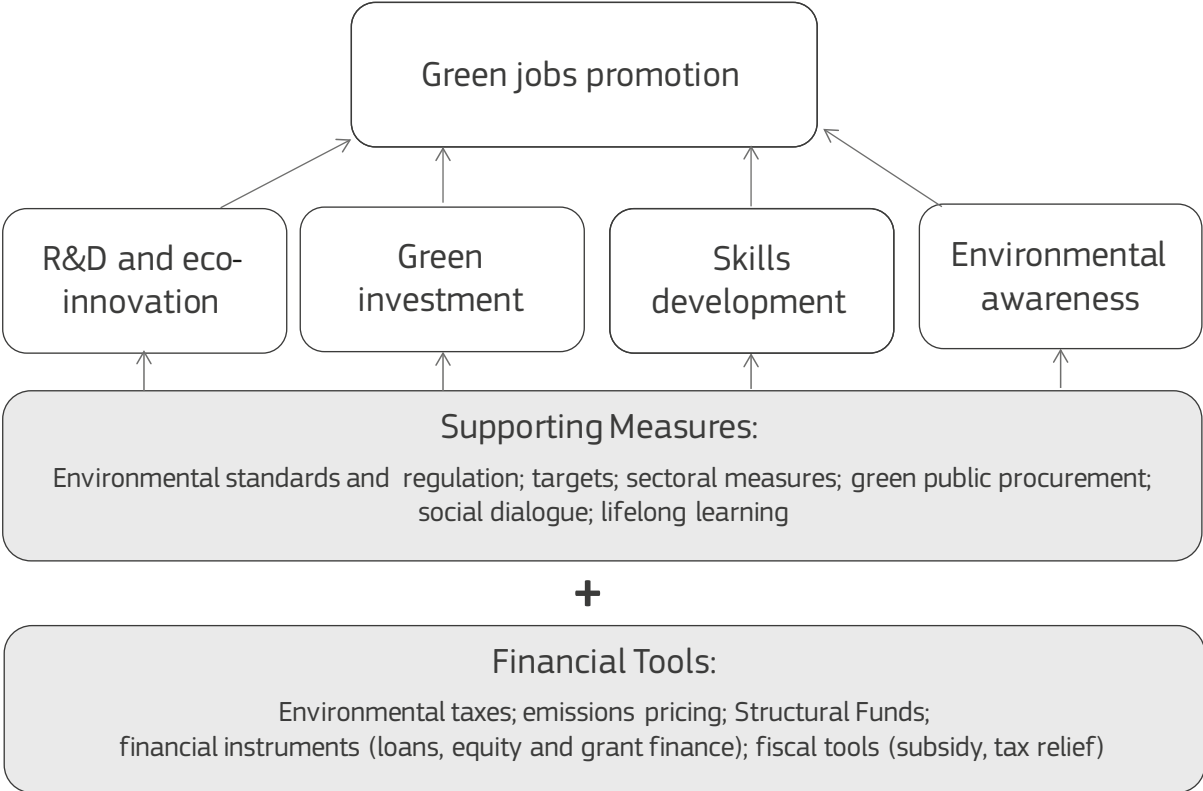 Green jobs promotion
R&D and eco-
innovation
Green
investment
Skills
development
Environmental
awareness
Supporting Measures:
Environmental standards and regulation; targets; sectoral measures; green public procurement;
social dialogue; lifelong learning
+
Financial Tools:
Environmental taxes; emissions pricing; Structural Funds;
financial instruments (loans, equity and grant finance); fiscal tools (subsidy, tax relief)